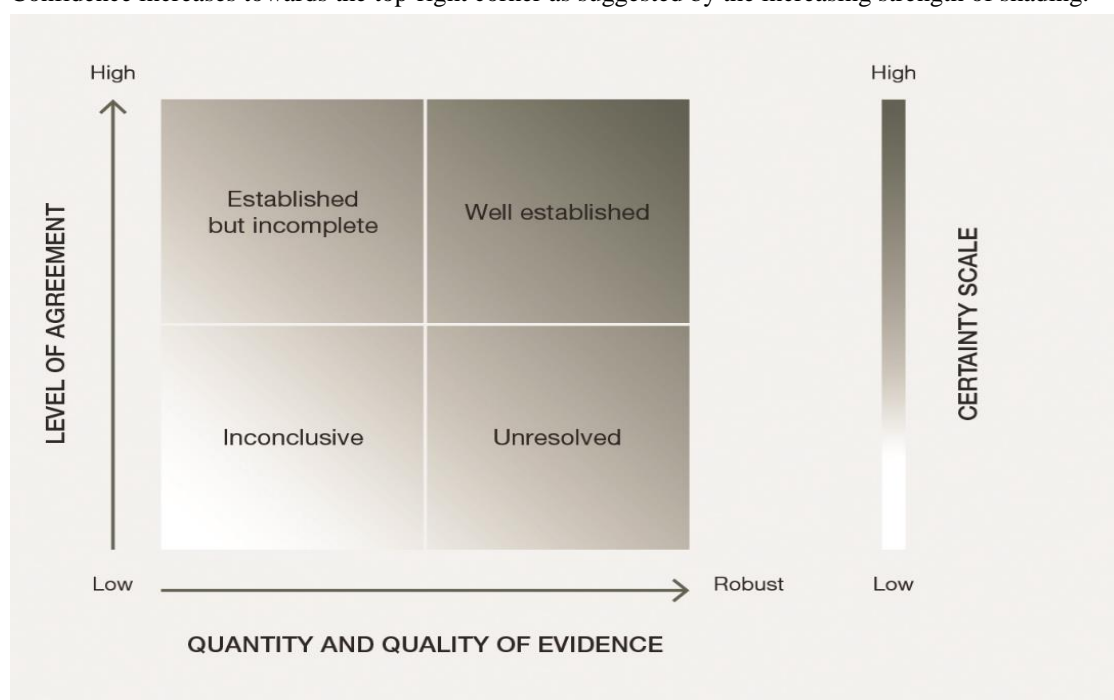 Confidence increases towards the top-right corner as suggested by the increasing strength of shading.
High
High
LEVEL OF AGREEMENT
Established
but incomplete
Well established
CERTAINTY SCALE
Inconclusive
Unresolved
Low
Robust
Low
QUANTITY AND QUALITY OF EVIDENCE